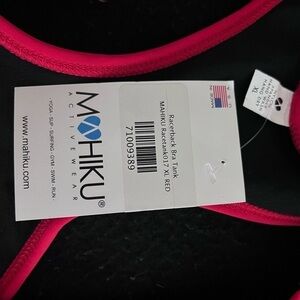 MAHIKU
ACTIVEWEAR
YOGA - SUP - SURFING - GYM - SWIM - RUN -
www.mahiku.com
Racerback Bra Tank
MAHIKU Racetank017 XL RED
71009389
XL